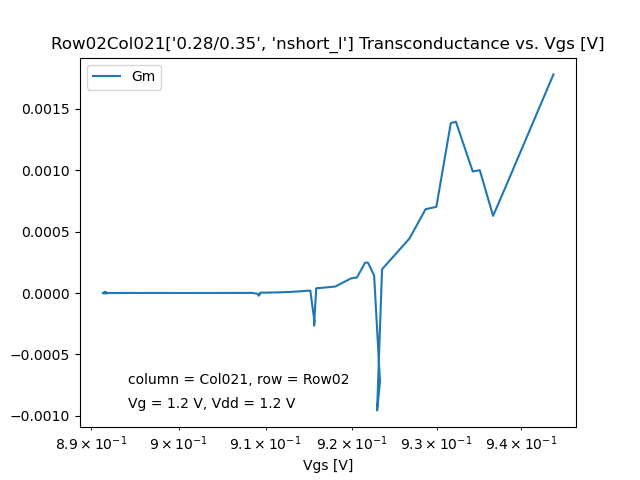 Row02Col021['0.28/0.35', 'nshort_l'] Transconductance vs. Vgs [V]
Gm
0.0015
0.0010
0.0005
0.0000
−0.0005
−0.0010
column = Col021, row = Row02
Vg = 1.2 V, Vdd = 1.2 V
8.9 × 10⁻¹ 9 × 10⁻¹ 9.1 × 10⁻¹ 9.2 × 10⁻¹ 9.3 × 10⁻¹ 9.4 × 10⁻¹
Vgs [V]